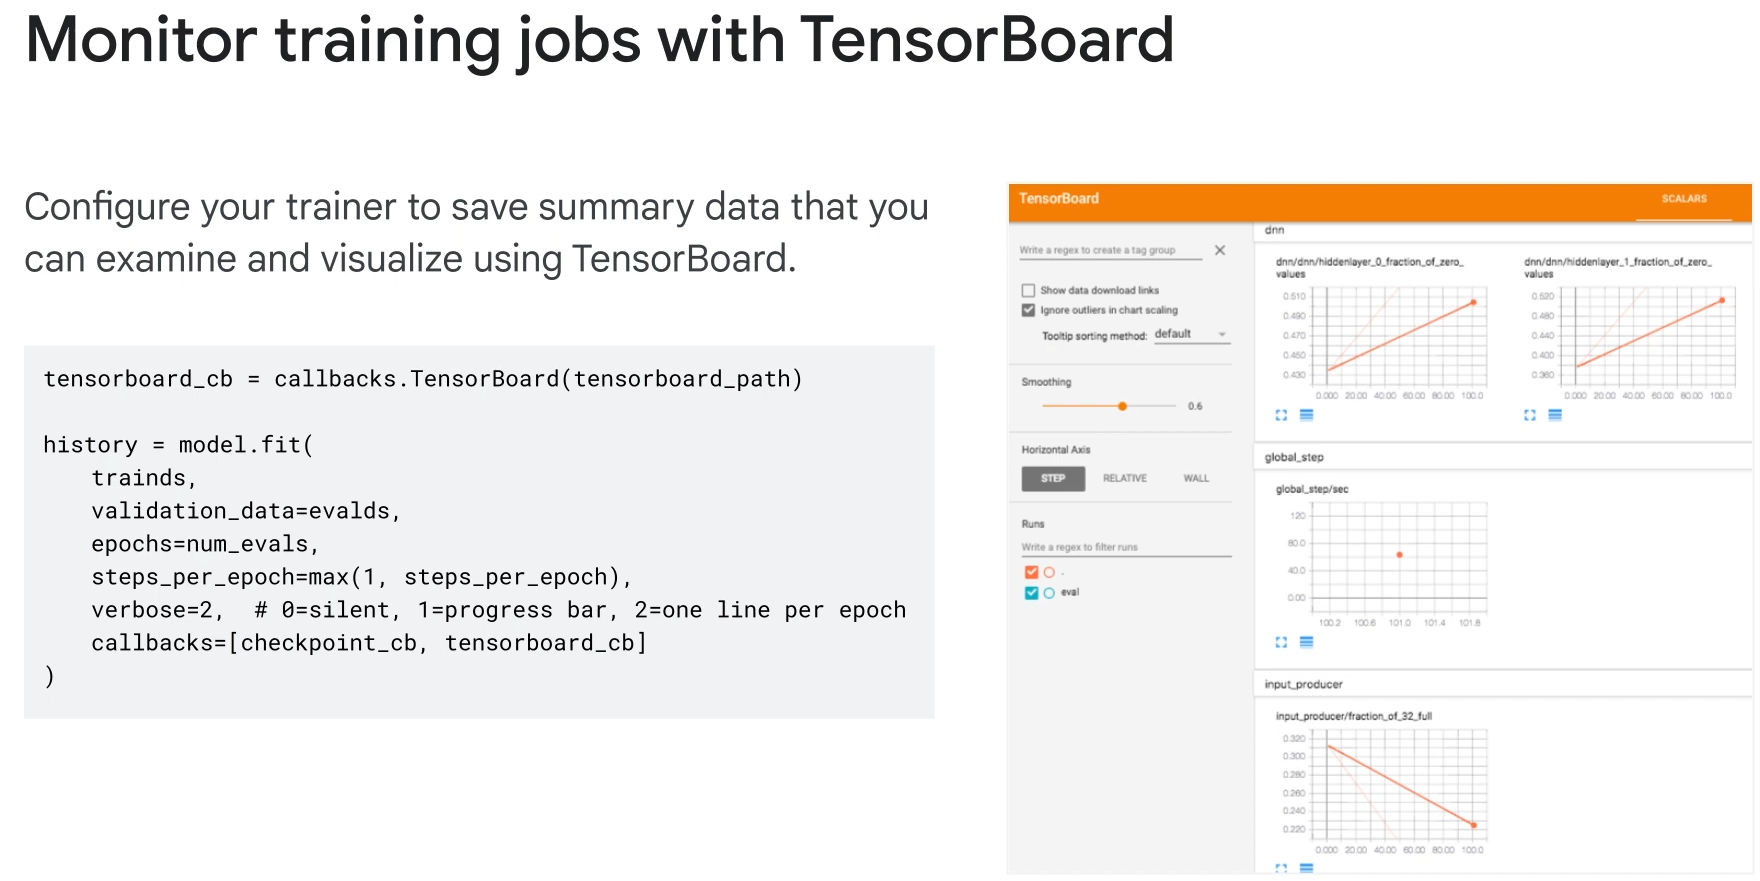 Monitor training jobs with TensorBoard
Configure your trainer to save summary data that you
can examine and visualize using TensorBoard.
tensorboard_cb = callbacks.TensorBoard(tensorboard_path)
history = model.fit(
trainds,
validation_data=evalds,
epochs=num_evals,
steps_per_epoch=max(1, steps_per_epoch),
verbose=2,  # 0=silent, 1=progress bar, 2=one line per epoch
callbacks=[checkpoint_cb, tensorboard_cb]
)
TensorBoard
SCALARS
Write a regex to create a tag group
Show data download links
Ignore outliers in chart scaling
Tooltip sorting method: default
Smoothing
0.6
Horizontal Axis
STEP RELATIVE WALL
Runs
Write a regex to filter runs
.
eval
dnn
dnn/dnn/hiddenlayer_0_fraction_of_zero_
values
0.510
0.490
0.470
0.450
0.430
0.000 20.00 40.00 60.00 80.00 100.0
dnn/dnn/hiddenlayer_1_fraction_of_zero_
values
0.520
0.480
0.440
0.400
0.360
0.000 20.00 40.00 60.00 80.00 100.0
global_step
global_step/sec
120
80.0
40.0
0.00
100.2 100.6 101.0 101.4 101.8
input_producer
input_producer/fraction_of_32_full
0.320
0.300
0.280
0.260
0.240
0.220
0.000 20.00 40.00 60.00 80.00 100.0